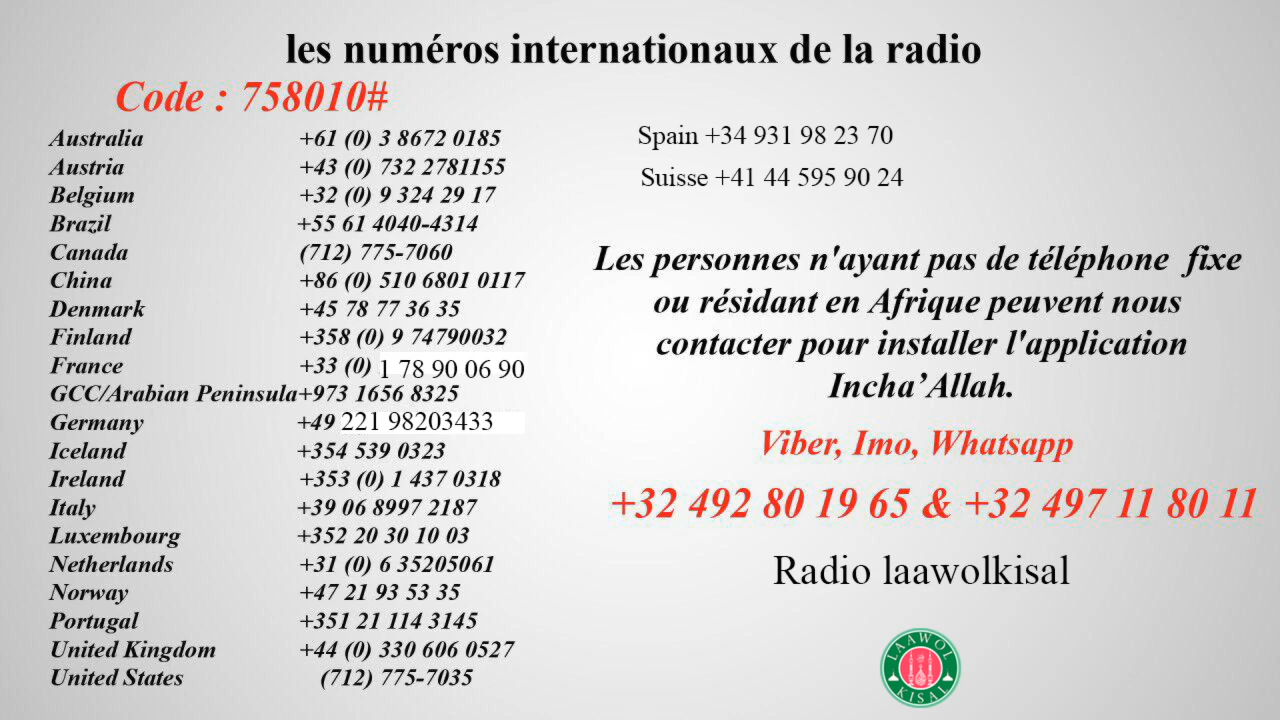 les numéros internationaux de la radio
Code : 758010#
Australia +61 (0) 3 8672 0185
Austria +43 (0) 732 2781155
Belgium +32 (0) 9 324 29 17
Brazil +55 61 4040-4314
Canada (712) 775-7060
China +86 (0) 510 6801 0117
Denmark +45 78 77 36 35
Finland +358 (0) 9 74790032
France +33 (0) 1 78 90 06 90
GCC/Arabian Peninsula +973 1656 8325
Germany +49 221 98203433
Iceland +354 539 0323
Ireland +353 (0) 1 437 0318
Italy +39 06 8997 2187
Luxembourg +352 20 30 10 03
Netherlands +31 (0) 6 35205061
Norway +47 21 93 53 35
Portugal +351 21 114 3145
United Kingdom +44 (0) 330 606 0527
United States (712) 775-7035
Spain +34 931 98 23 70
Suisse +41 44 595 90 24
Les personnes n'ayant pas de téléphone fixe
ou résidant en Afrique peuvent nous
contacter pour installer l'application
Incha’Allah.
Viber, Imo, Whatsapp
+32 492 80 19 65 & +32 497 11 80 11
Radio laawolkisal
LAAWOL
KISAL